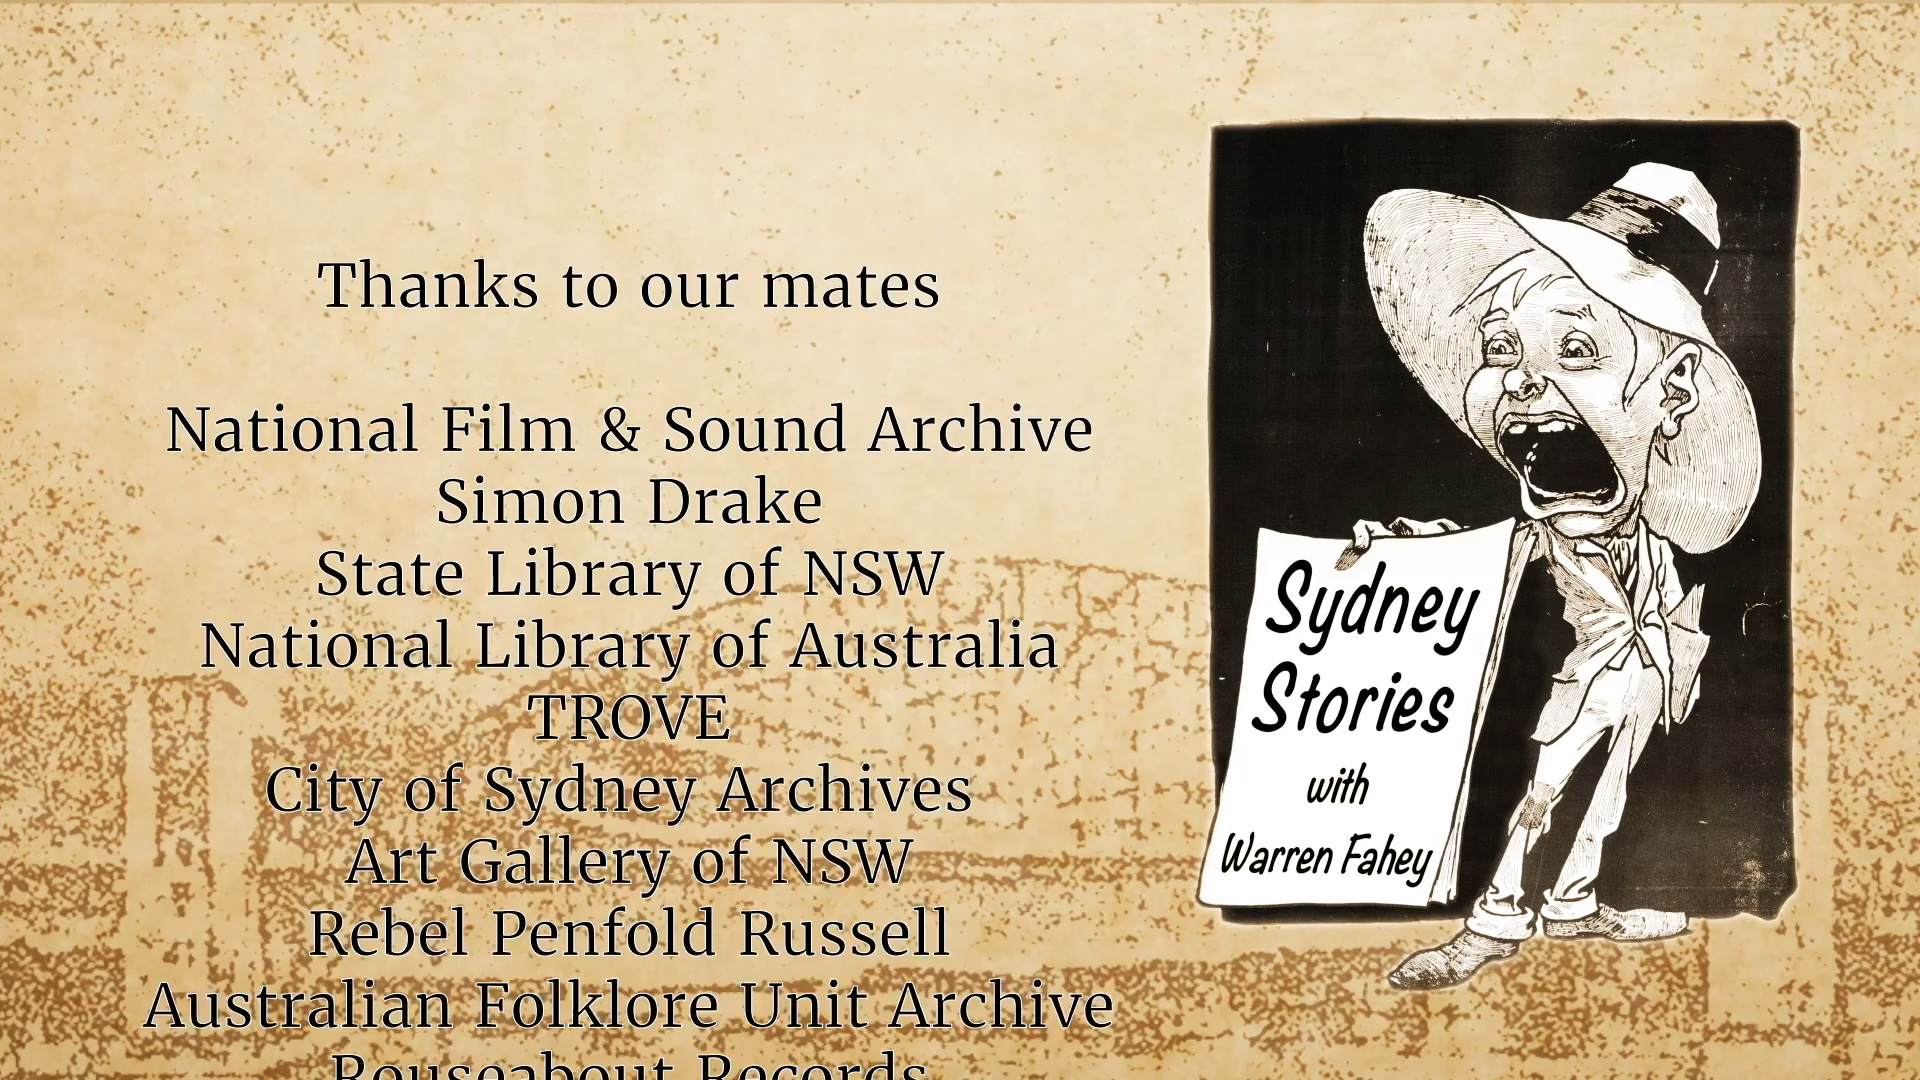 Thanks to our mates
National Film & Sound Archive
Simon Drake
State Library of NSW
National Library of Australia
TROVE
City of Sydney Archives
Art Gallery of NSW
Rebel Penfold Russell
Australian Folklore Unit Archive
Rouseabout Records
Sydney
Stories
with
Warren Fahey